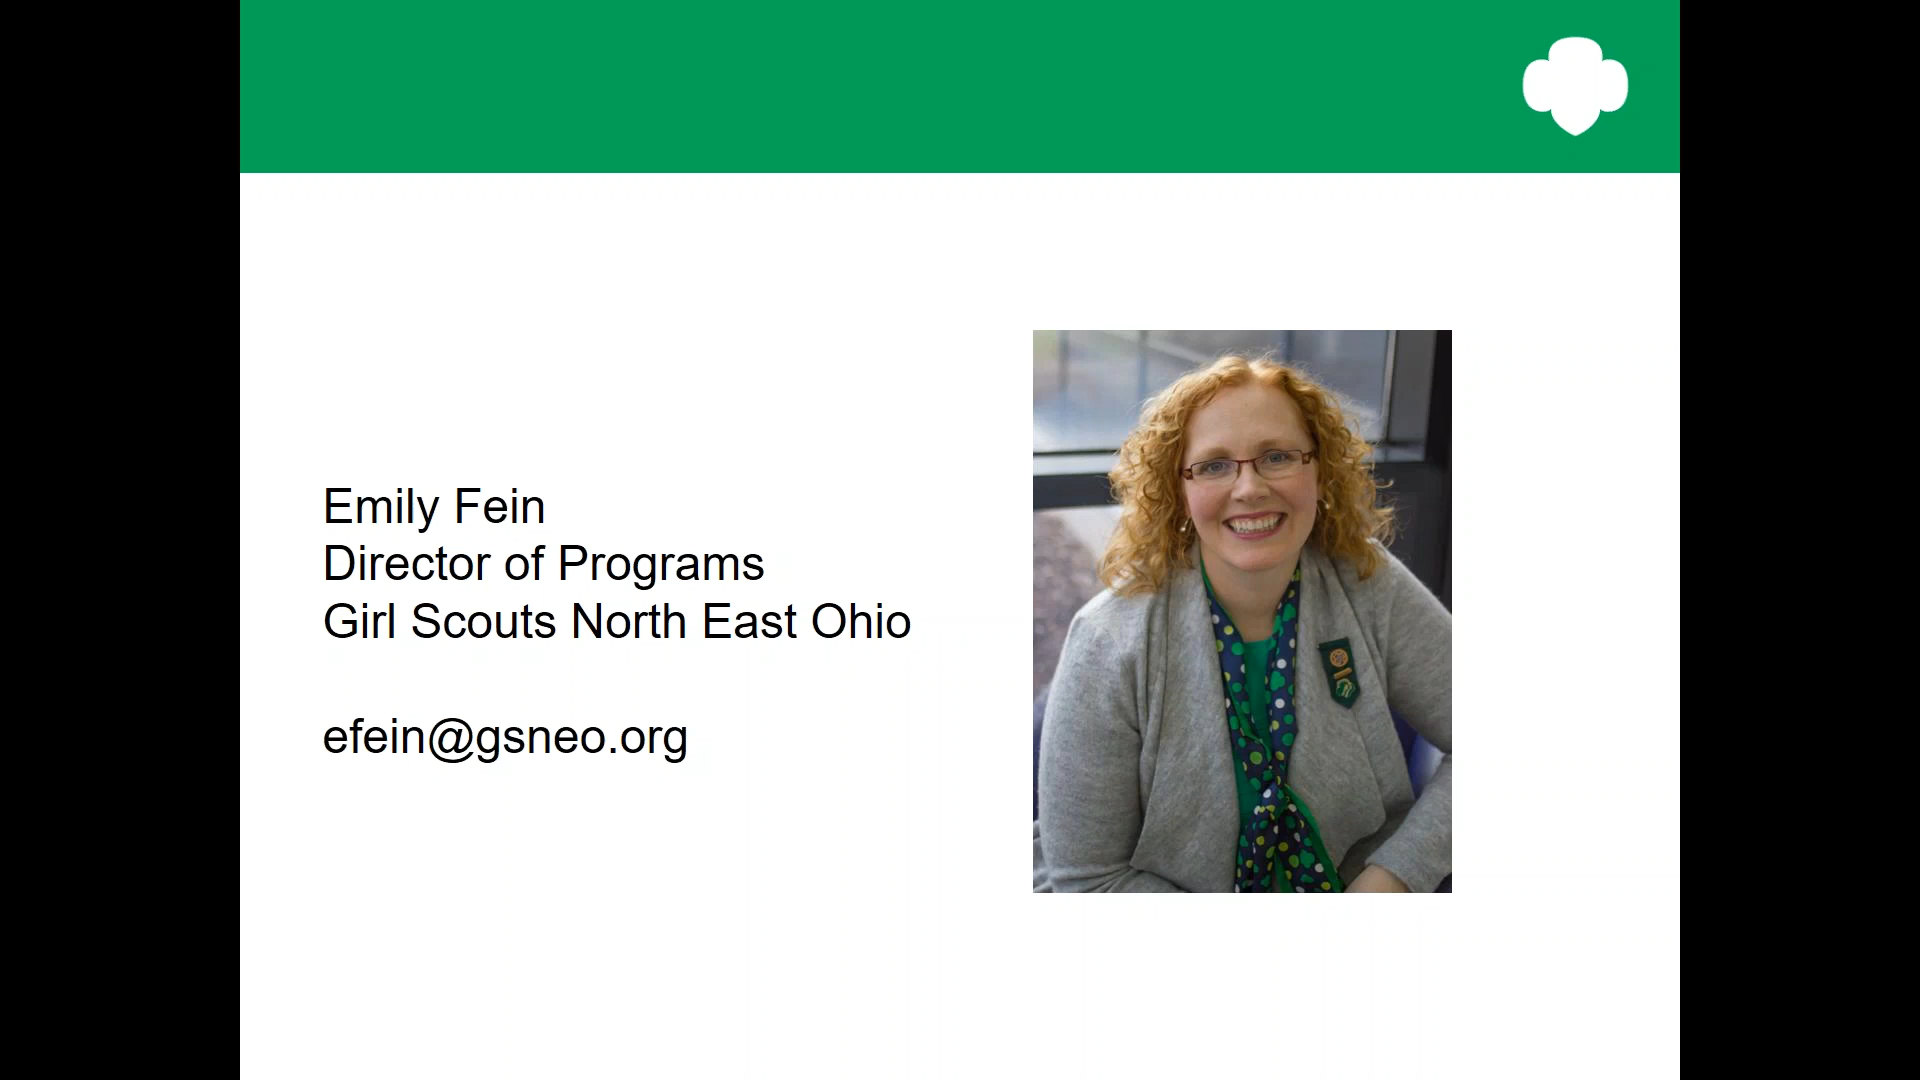 Emily Fein
Director of Programs
Girl Scouts North East Ohio
efein@gsneo.org